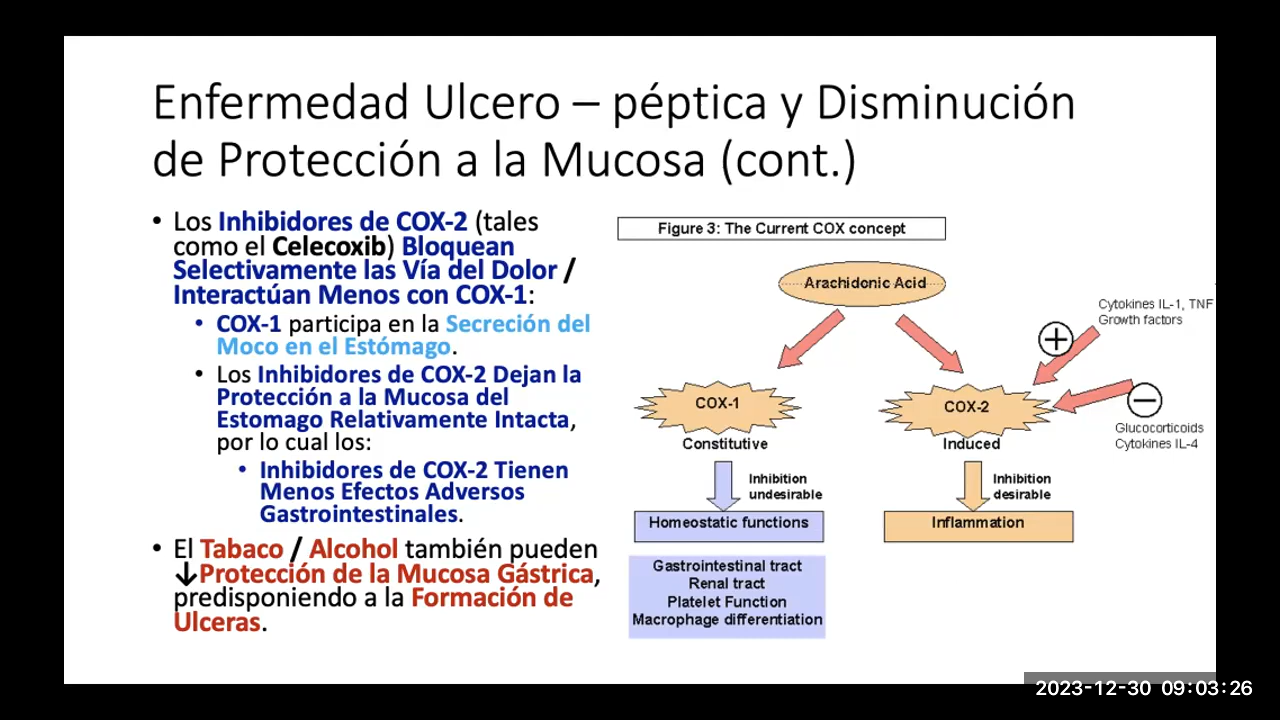 Enfermedad Ulcero – péptica y Disminución
de Protección a la Mucosa (cont.)
• Los Inhibidores de COX-2 (tales
como el Celecoxib) Bloquean
Selectivamente las Vía del Dolor /
Interactúan Menos con COX-1:
• COX-1 participa en la Secreción del
Moco en el Estómago.
• Los Inhibidores de COX-2 Dejan la
Protección a la Mucosa del
Estomago Relativamente Intacta,
por lo cual los:
• Inhibidores de COX-2 Tienen
Menos Efectos Adversos
Gastrointestinales.
• El Tabaco / Alcohol también pueden
↓Protección de la Mucosa Gástrica,
predisponiendo a la Formación de
Ulceras.
Figure 3: The Current COX concept
Arachidonic Acid
Cytokines IL-1, TNF
Growth factors
+
COX-1
COX-2
−
Glucocorticoids
Cytokines IL-4
Constitutive
Induced
Inhibition
undesirable
Inhibition
desirable
Homeostatic functions
Inflammation
Gastrointestinal tract
Renal tract
Platelet Function
Macrophage differentiation
2023-12-30 09:03:26